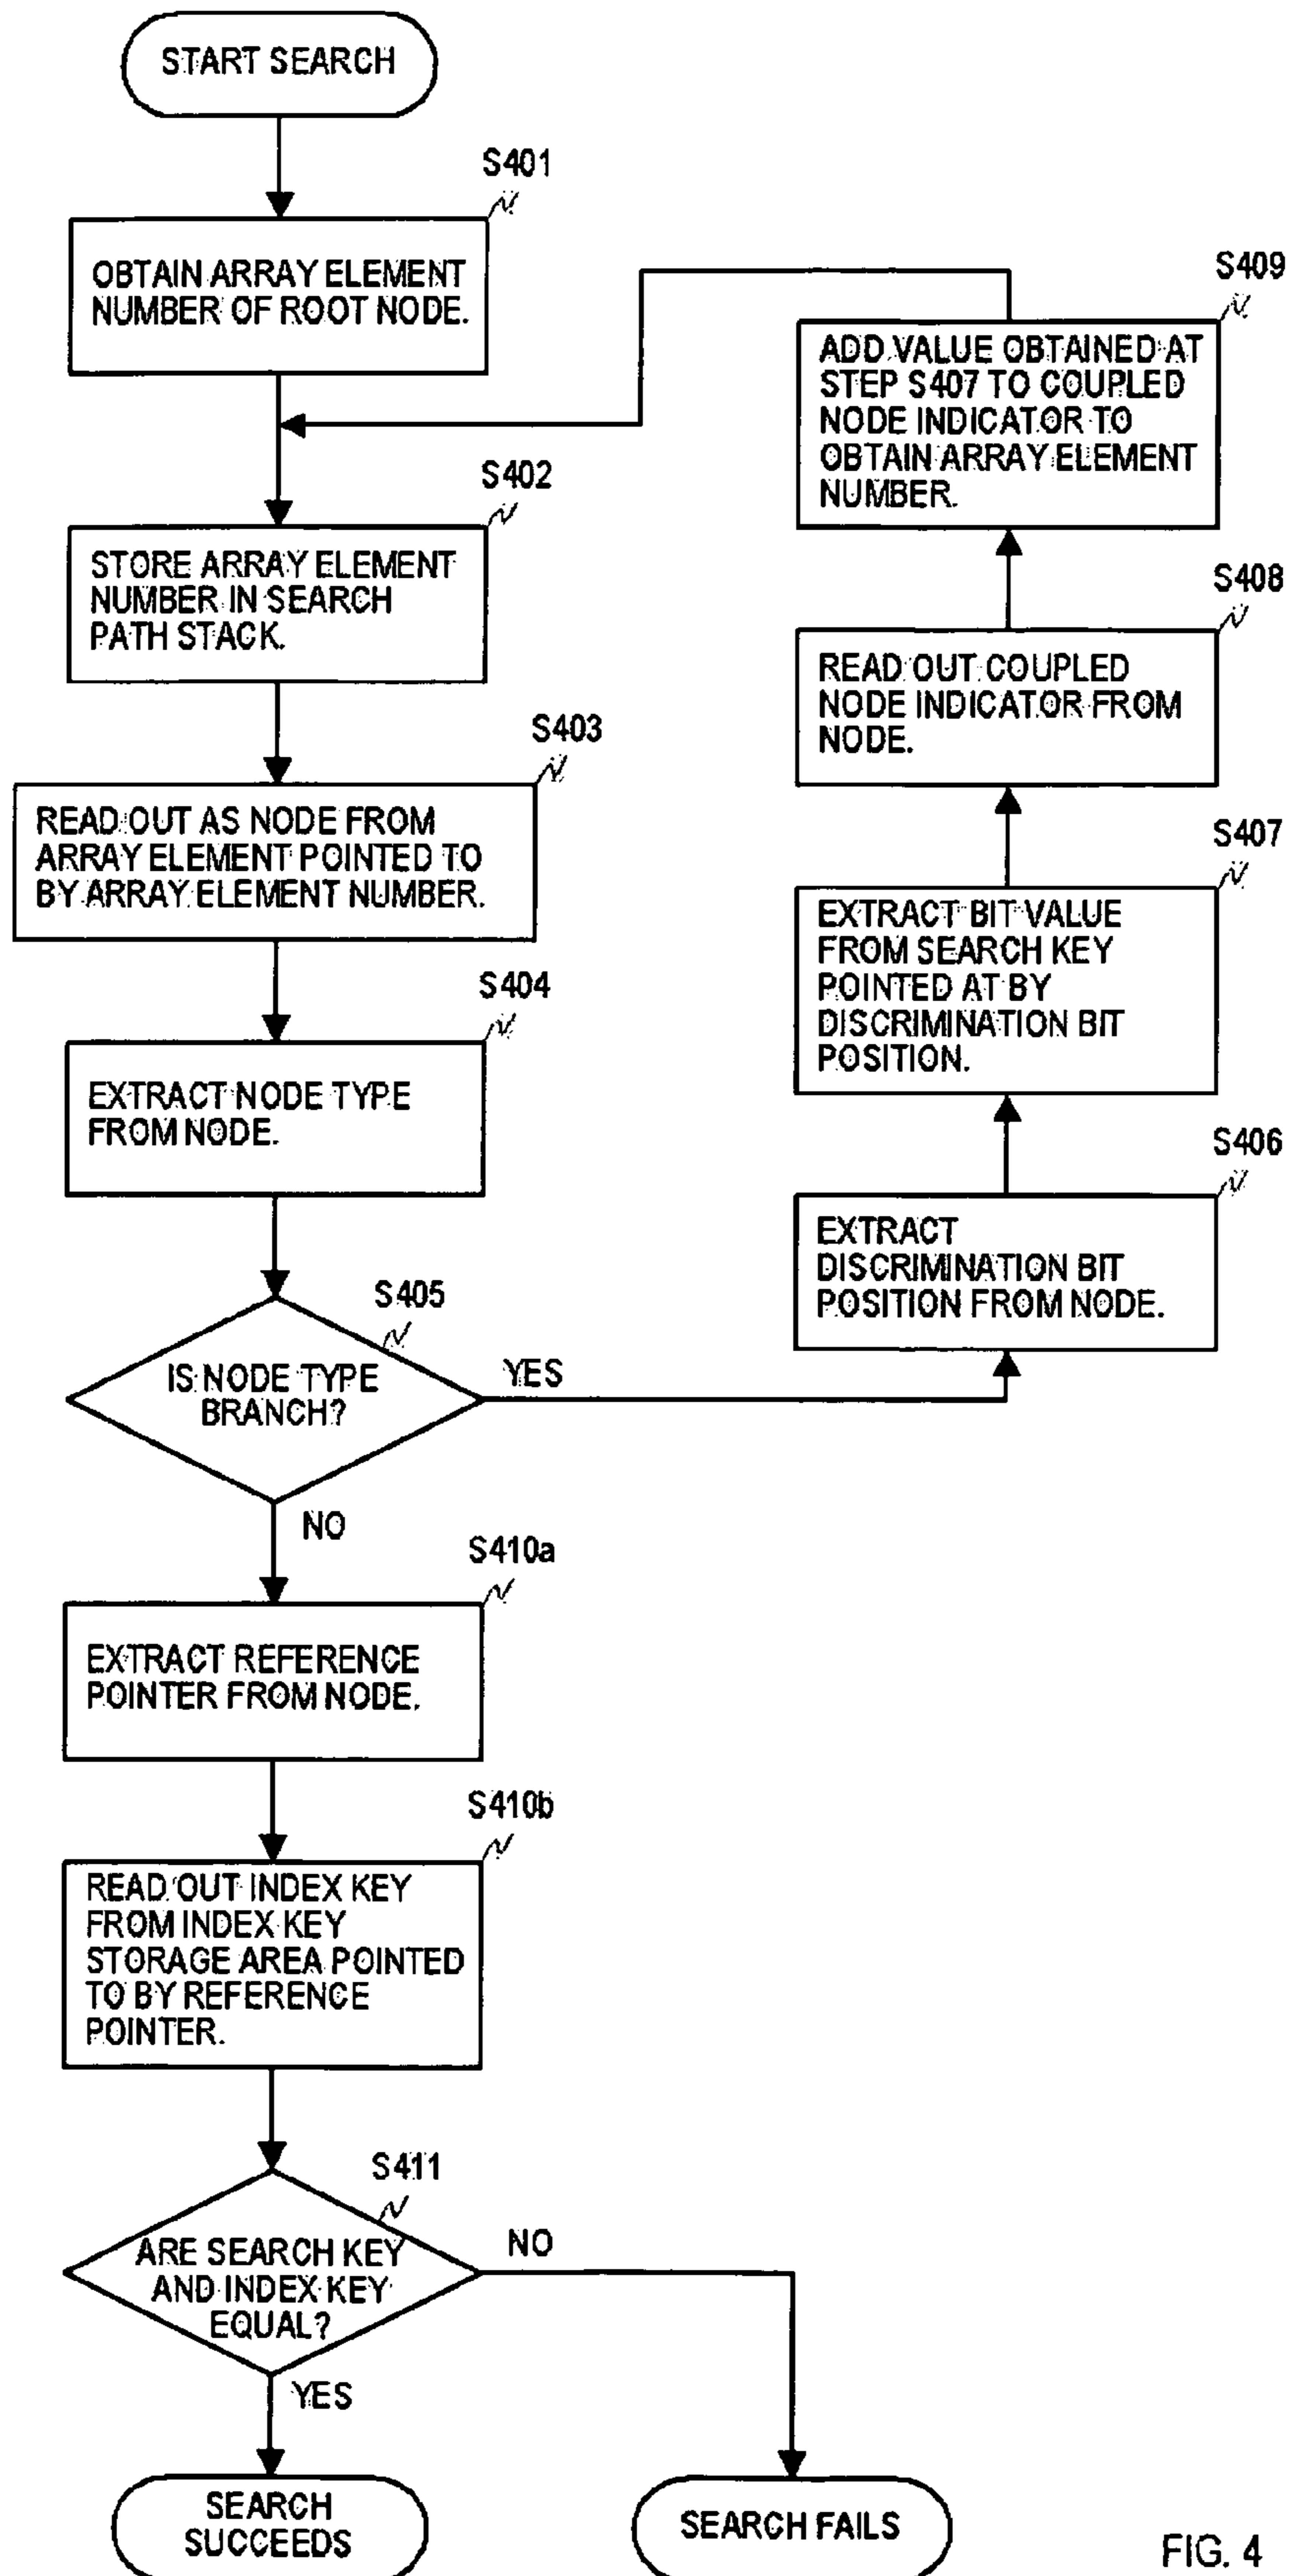 START SEARCH
S401
OBTAIN ARRAY ELEMENT
NUMBER OF ROOT NODE.
S402
STORE ARRAY ELEMENT
NUMBER IN SEARCH
PATH STACK.
S403
READ OUT AS NODE FROM
ARRAY ELEMENT POINTED TO
BY ARRAY ELEMENT NUMBER.
S404
EXTRACT NODE TYPE
FROM NODE.
S405
IS NODE TYPE
BRANCH?
YES
NO
S406
EXTRACT
DISCRIMINATION BIT
POSITION FROM NODE.
S407
EXTRACT BIT VALUE
FROM SEARCH KEY
POINTED AT BY
DISCRIMINATION BIT
POSITION.
S408
READ OUT COUPLED
NODE INDICATOR FROM
NODE.
S409
ADD VALUE OBTAINED AT
STEP S407 TO COUPLED
NODE INDICATOR TO
OBTAIN ARRAY ELEMENT
NUMBER.
S410a
EXTRACT REFERENCE
POINTER FROM NODE.
S410b
READ OUT INDEX KEY
FROM INDEX KEY
STORAGE AREA POINTED
TO BY REFERENCE
POINTER.
S411
ARE SEARCH KEY
AND INDEX KEY
EQUAL?
NO
YES
SEARCH
SUCCEEDS
SEARCH FAILS
FIG. 4